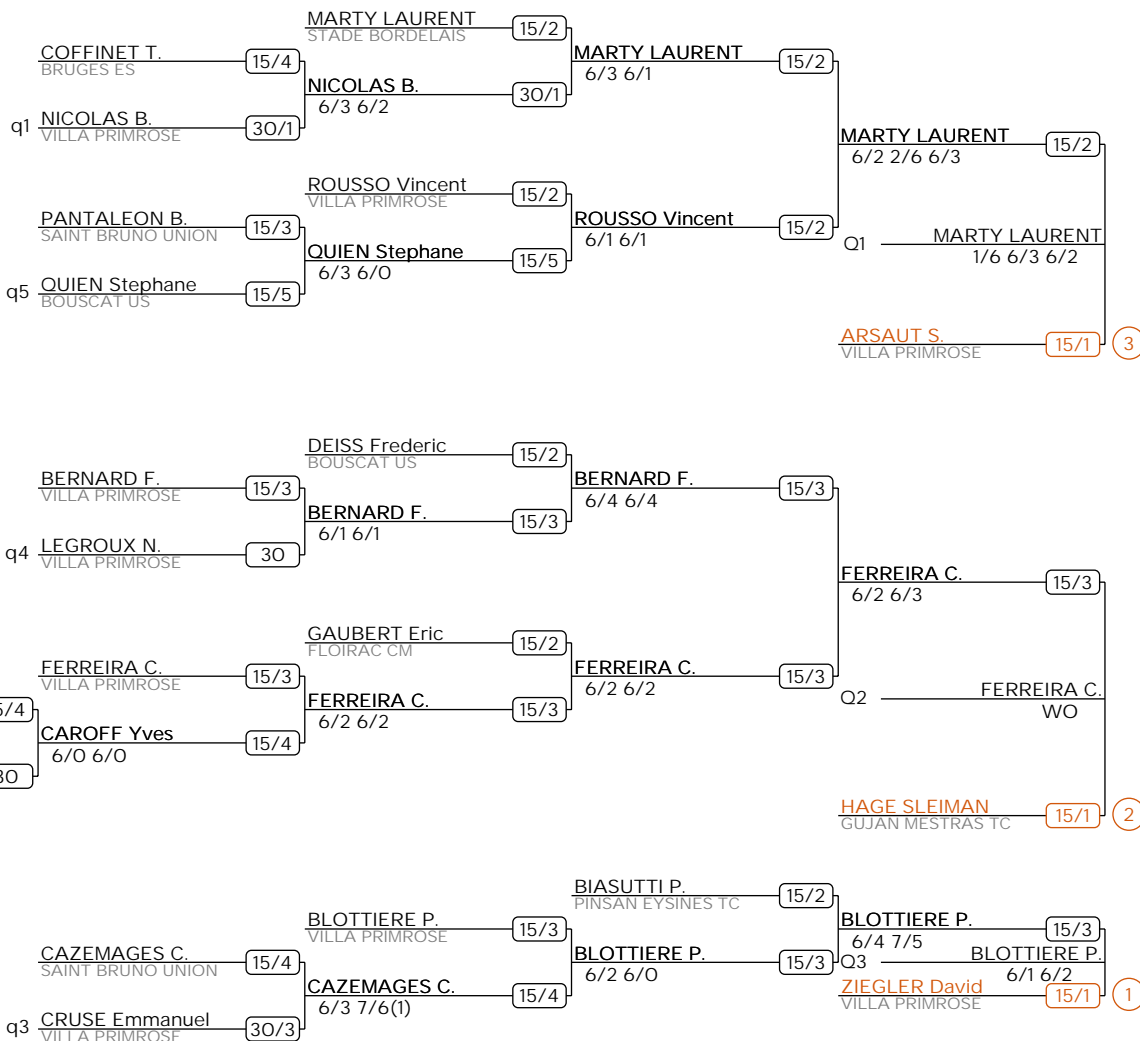 MARTY LAURENT 15/2
STADE BORDELAIS
COFFINET T. 15/4
BRUGES ES
MARTY LAURENT 15/2
6/3 6/1
NICOLAS B. 30/1
6/3 6/2
q1 NICOLAS B. 30/1
VILLA PRIMROSE
MARTY LAURENT 15/2
6/2 2/6 6/3
ROUSSO Vincent 15/2
VILLA PRIMROSE
PANTALEON B. 15/3
SAINT BRUNO UNION
ROUSSO Vincent 15/2
6/1 6/1
Q1 MARTY LAURENT
1/6 6/3 6/2
QUIEN Stephane 15/5
6/3 6/0
q5 QUIEN Stephane 15/5
BOUSCAT US
ARSAUT S. 15/1 3
VILLA PRIMROSE
DEISS Frederic 15/2
BOUSCAT US
BERNARD F. 15/3
VILLA PRIMROSE
BERNARD F. 15/3
6/4 6/4
BERNARD F. 15/3
6/1 6/1
q4 LEGROUX N. 30
VILLA PRIMROSE
FERREIRA C. 15/3
6/2 6/3
GAUBERT Eric 15/2
FLOIRAC CM
FERREIRA C. 15/3
VILLA PRIMROSE
FERREIRA C. 15/3
6/2 6/2
Q2 FERREIRA C.
WO
5/4
FERREIRA C. 15/3
6/2 6/2
CAROFF Yves 15/4
6/0 6/0
30
HAGE SLEIMAN 15/1 2
GUJAN MESTRAS TC
BIASUTTI P. 15/2
PINSAN EYSINES TC
BLOTTIERE P. 15/3
VILLA PRIMROSE
BLOTTIERE P. 15/3
6/4 7/5
CAZEMAGES C. 15/4
SAINT BRUNO UNION
BLOTTIERE P. 15/3
6/2 6/0
Q3 BLOTTIERE P.
6/1 6/2
CAZEMAGES C. 15/4
6/3 7/6(1)
ZIEGLER David 15/1 1
VILLA PRIMROSE
q3 CRUSE Emmanuel 30/3
VILLA PRIMROSE